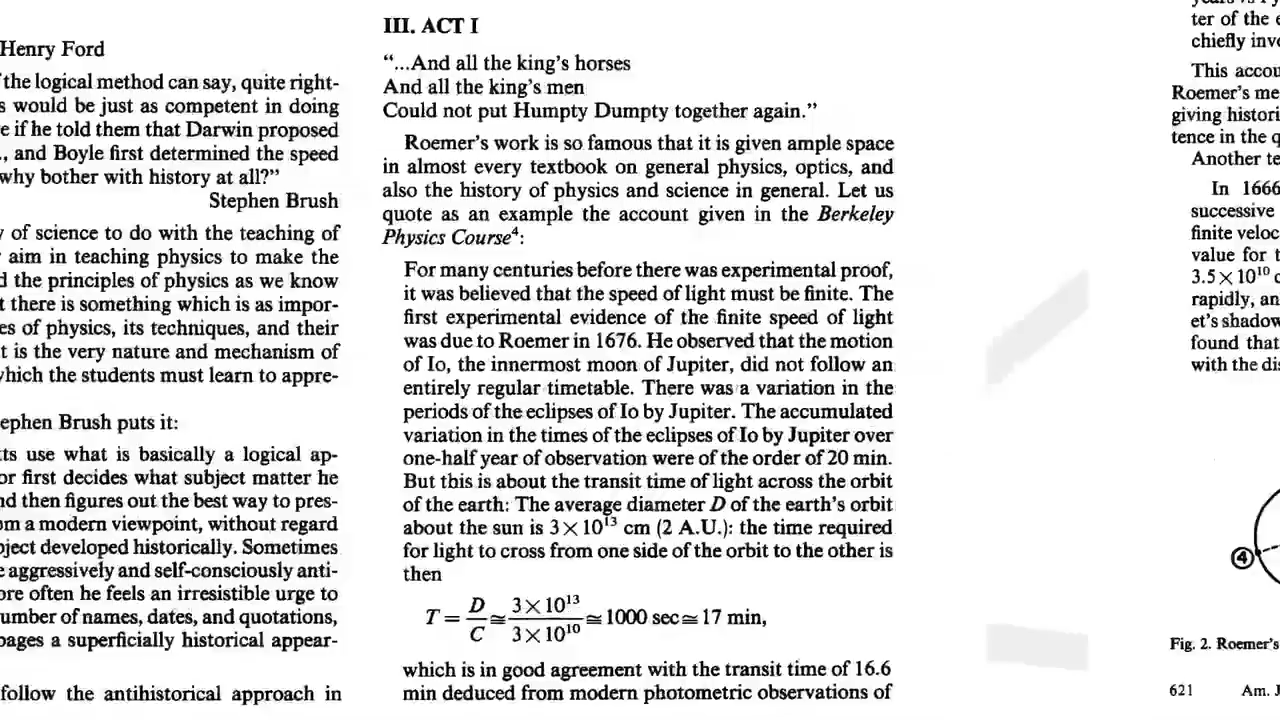 Henry Ford
the logical method can say, quite right-
s would be just as competent in doing
e if he told them that Darwin proposed
., and Boyle first determined the speed
why bother with history at all?”
Stephen Brush
y of science to do with the teaching of
aim in teaching physics to make the
d the principles of physics as we know
t there is something which is as impor-
es of physics, its techniques, and their
t is the very nature and mechanism of
which the students must learn to appre-
ephen Brush puts it:
ts use what is basically a logical ap-
or first decides what subject matter he
nd then figures out the best way to pres-
om a modern viewpoint, without regard
bject developed historically. Sometimes
e aggressively and self-consciously anti-
ore often he feels an irresistible urge to
umber of names, dates, and quotations,
pages a superficially historical appear-
follow the antihistorical approach in
III. ACT I
“...And all the king’s horses
And all the king’s men
Could not put Humpty Dumpty together again.”
Roemer’s work is so famous that it is given ample space
in almost every textbook on general physics, optics, and
also the history of physics and science in general. Let us
quote as an example the account given in the Berkeley
Physics Course⁴:
For many centuries before there was experimental proof,
it was believed that the speed of light must be finite. The
first experimental evidence of the finite speed of light
was due to Roemer in 1676. He observed that the motion
of Io, the innermost moon of Jupiter, did not follow an
entirely regular timetable. There was a variation in the
periods of the eclipses of Io by Jupiter. The accumulated
variation in the times of the eclipses of Io by Jupiter over
one-half year of observation were of the order of 20 min.
But this is about the transit time of light across the orbit
of the earth: The average diameter D of the earth’s orbit
about the sun is 3×10¹³ cm (2 A.U.): the time required
for light to cross from one side of the orbit to the other is
then
T = D/C ≅ 3×10¹³/3×10¹⁰ ≅ 1000 sec ≅ 17 min,
which is in good agreement with the transit time of 16.6
min deduced from modern photometric observations of
ter of the e
chiefly inv
This accou
Roemer’s me
giving histori
tence in the q
Another te
In 1666
successive
finite veloc
value for t
3.5×10¹⁰ c
rapidly, an
et’s shadow
found that
with the dis
4
Fig. 2. Roemer’s
621 Am. J